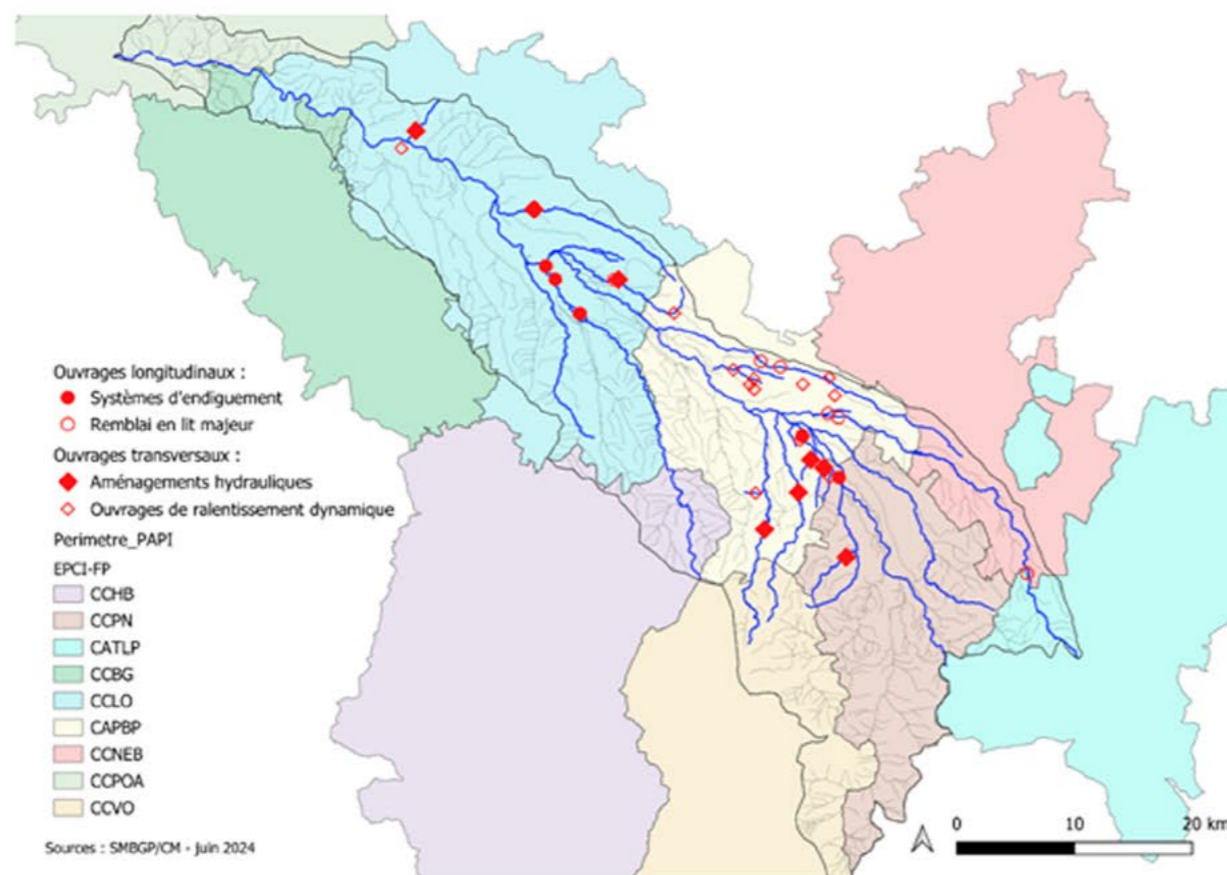 Ouvrages longitudinaux :
Systèmes d'endiguement
Remblai en lit majeur
Ouvrages transversaux :
Aménagements hydrauliques
Ouvrages de ralentissement dynamique
Perimetre_PAPI
EPCI-FP
CCHB
CCPN
CATLP
CCBG
CCLO
CAPBP
CCNEB
CCPOA
CCVO
Sources : SMBGP/CM - juin 2024
0 10 20 km